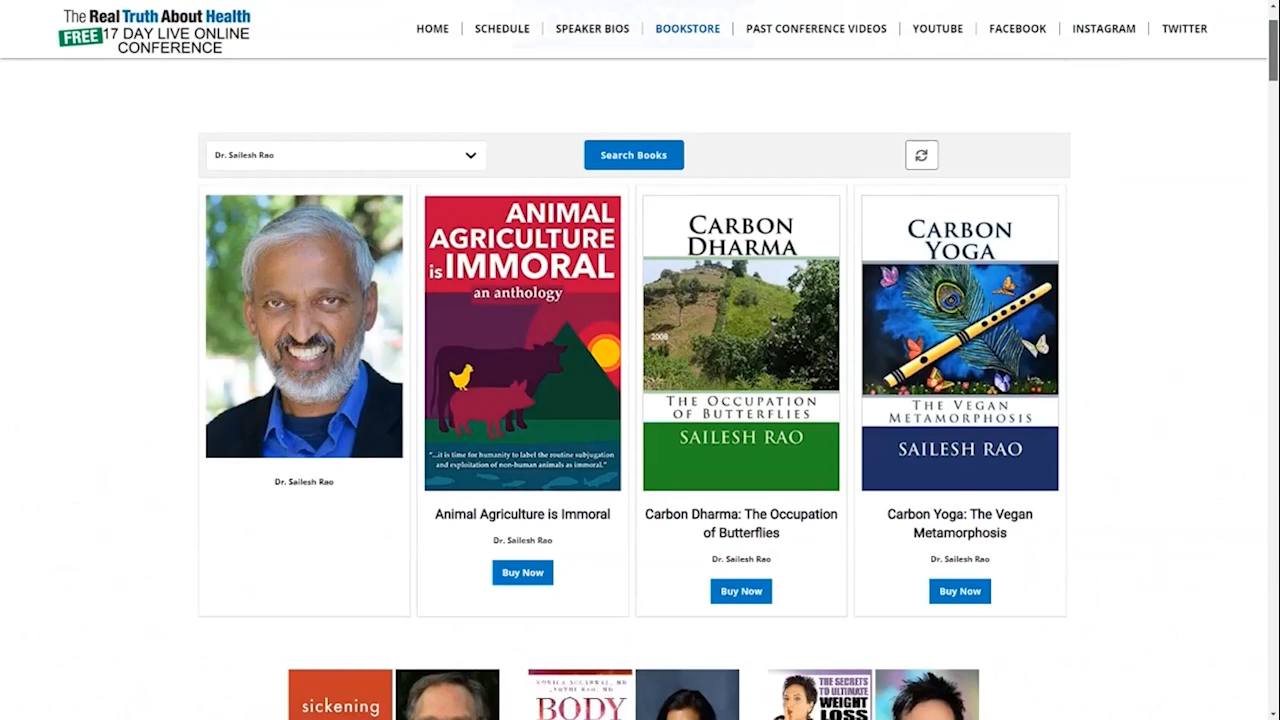 The Real Truth About Health
FREE 17 DAY LIVE ONLINE
CONFERENCE
HOME
SCHEDULE
SPEAKER BIOS
BOOKSTORE
PAST CONFERENCE VIDEOS
YOUTUBE
FACEBOOK
INSTAGRAM
TWITTER
Dr. Sailesh Rao
Search Books
Dr. Sailesh Rao
ANIMAL
AGRICULTURE
is IMMORAL
an anthology
"...it is time for humanity to label the routine subjugation
and exploitation of non-human animals as immoral."
Animal Agriculture is Immoral
Dr. Sailesh Rao
Buy Now
CARBON
DHARMA
2008
THE OCCUPATION
OF BUTTERFLIES
SAILESH RAO
Carbon Dharma: The Occupation
of Butterflies
Dr. Sailesh Rao
Buy Now
CARBON
YOGA
THE VEGAN
METAMORPHOSIS
SAILESH RAO
Carbon Yoga: The Vegan
Metamorphosis
Dr. Sailesh Rao
Buy Now
sickening
BODY
THE SECRETS
TO ULTIMATE
WEIGHT
LOSS